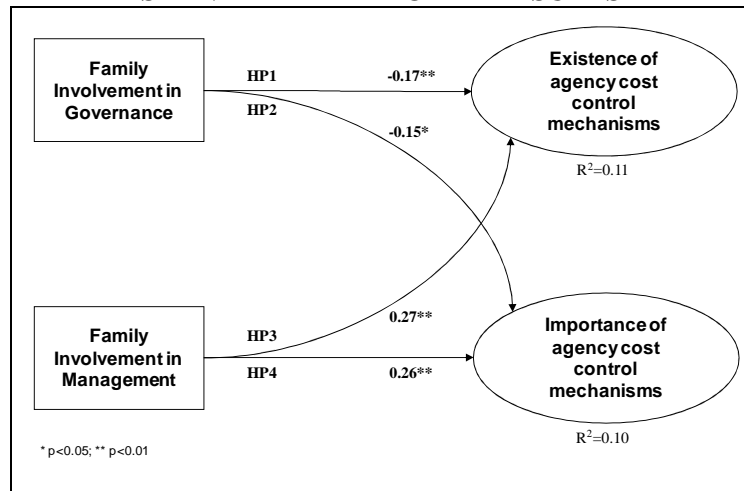 Family
Involvement in
Governance
HP1
-0.17**
HP2
-0.15*
Existence of
agency cost
control
mechanisms
R²=0.11
Family
Involvement in
Management
HP3
0.27**
HP4
0.26**
Importance of
agency cost
control
mechanisms
R²=0.10
* p<0.05; ** p<0.01